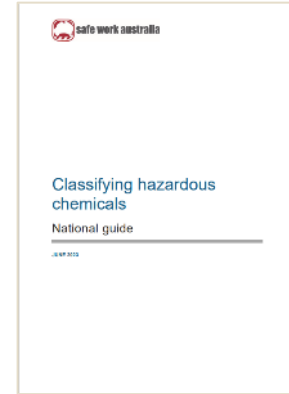 safe work australia
Classifying hazardous
chemicals
National guide